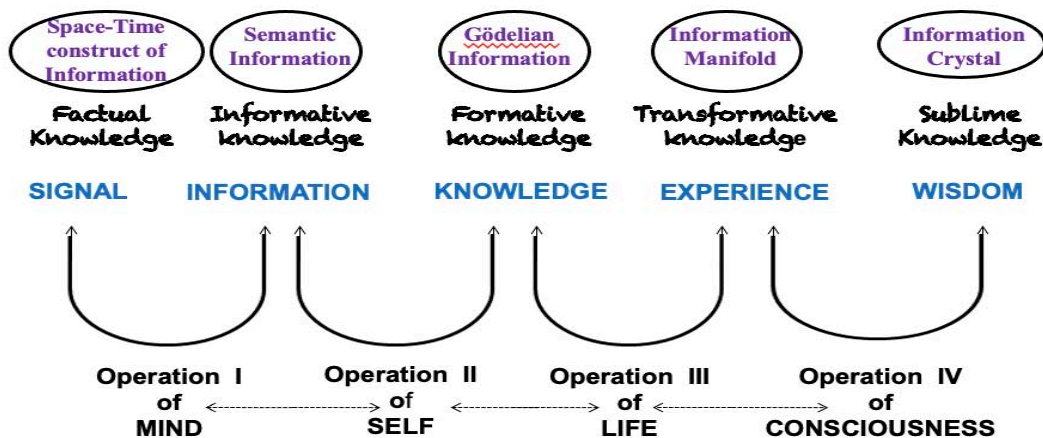 Space-Time
construct of
Information
Semantic
Information
Gödelian
Information
Information
Manifold
Information
Crystal
Factual
Knowledge
Informative
knowledge
Formative
knowledge
Transformative
knowledge
Sublime
Knowledge
SIGNAL
INFORMATION
KNOWLEDGE
EXPERIENCE
WISDOM
Operation I
of
MIND
Operation II
of
SELF
Operation III
of
LIFE
Operation IV
of
CONSCIOUSNESS